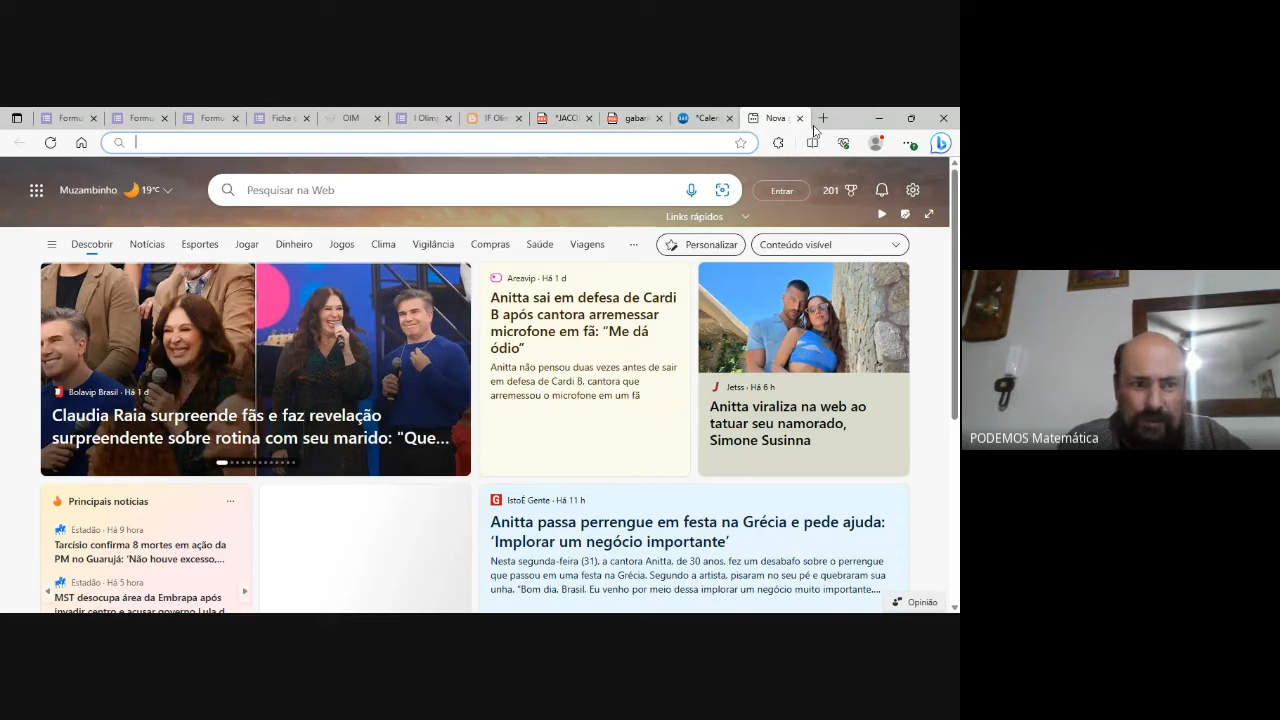 Formu
Formu
Formu
Ficha
OIM
I Olimp
IF Olin
*JACO
gabar
*Caler
Nova
Muzambinho
19°C
Pesquisar na Web
Entrar
201
Links rápidos
Descobrir
Notícias
Esportes
Jogar
Dinheiro
Jogos
Clima
Vigilância
Compras
Saúde
Viagens
...
Personalizar
Conteúdo visível
Bolavip Brasil · Há 1 d
Claudia Raia surpreende fãs e faz revelação
surpreendente sobre rotina com seu marido: "Que...
Areavip · Há 1 d
Anitta sai em defesa de Cardi
B após cantora arremessar
microfone em fã: “Me dá
ódio”
Anitta não pensou duas vezes antes de sair
em defesa de Cardi B, cantora que
arremessou o microfone em um fã
Jetss · Há 6 h
Anitta viraliza na web ao
tatuar seu namorado,
Simone Susinna
Principais notícias
Estadão · Há 9 hora
Tarcísio confirma 8 mortes em ação da
PM no Guarujá: ‘Não houve excesso,...
Estadão · Há 5 hora
MST desocupa área da Embrapa após
invadir centro e acusar governo Lula d
IstoÉ Gente · Há 11 h
Anitta passa perrengue em festa na Grécia e pede ajuda:
‘Implorar um negócio importante’
Nesta segunda-feira (31), a cantora Anitta, de 30 anos, fez um desabafo sobre o perrengue
que passou em uma festa na Grécia. Segundo a artista, pisaram no seu pé e quebraram sua
unha. "Bom dia, Brasil. Eu venho por meio dessa implorar um negócio muito importante....
Opinião
PODEMOS Matemática